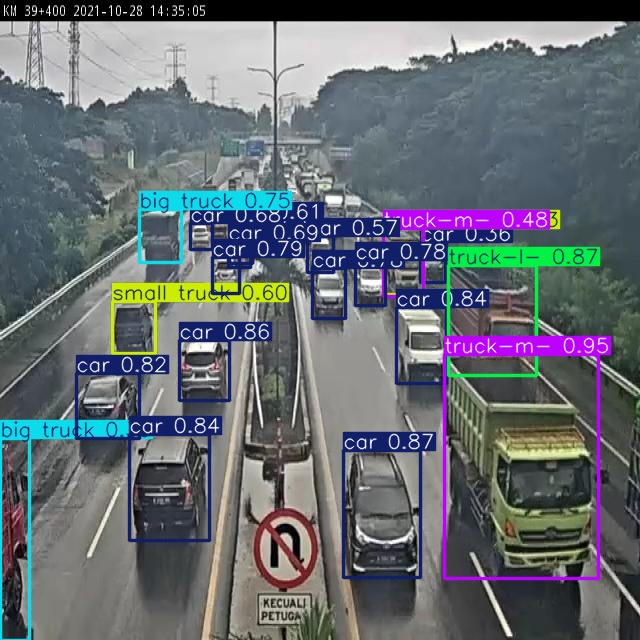 KM 39+400 2021-10-28 14:35:05
big truck 0.75
car 0.68
.61
car 0.69
car 0.57
truck-m- 0.48
car 0.36
car 0.79
car 0.78
truck-l- 0.87
small truck 0.60
car 0.84
car 0.86
truck-m- 0.95
car 0.82
big truck 0.
car 0.84
car 0.87
KECUALI
PETUGAS